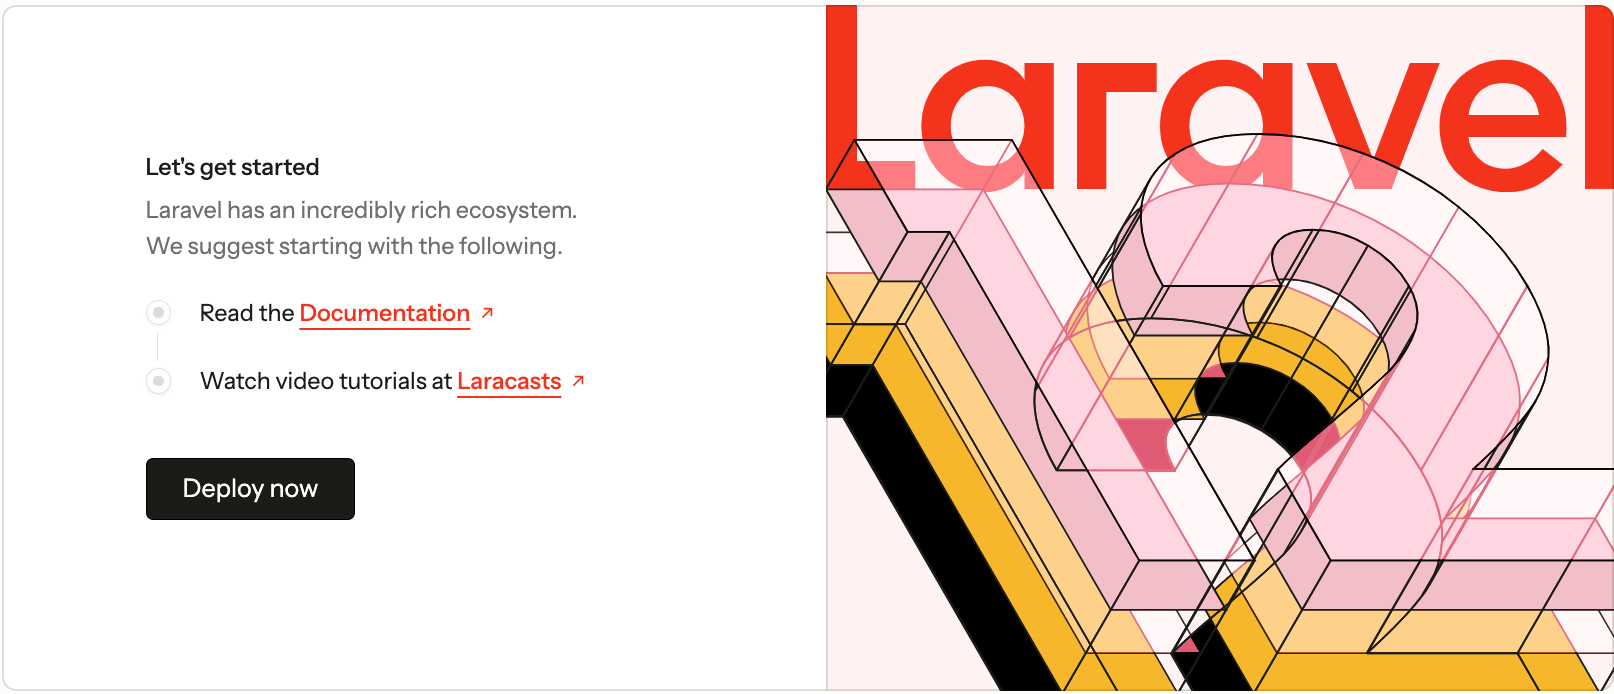 Let's get started
Laravel has an incredibly rich ecosystem.
We suggest starting with the following.
Read the Documentation
Watch video tutorials at Laracasts
Deploy now
Laravel